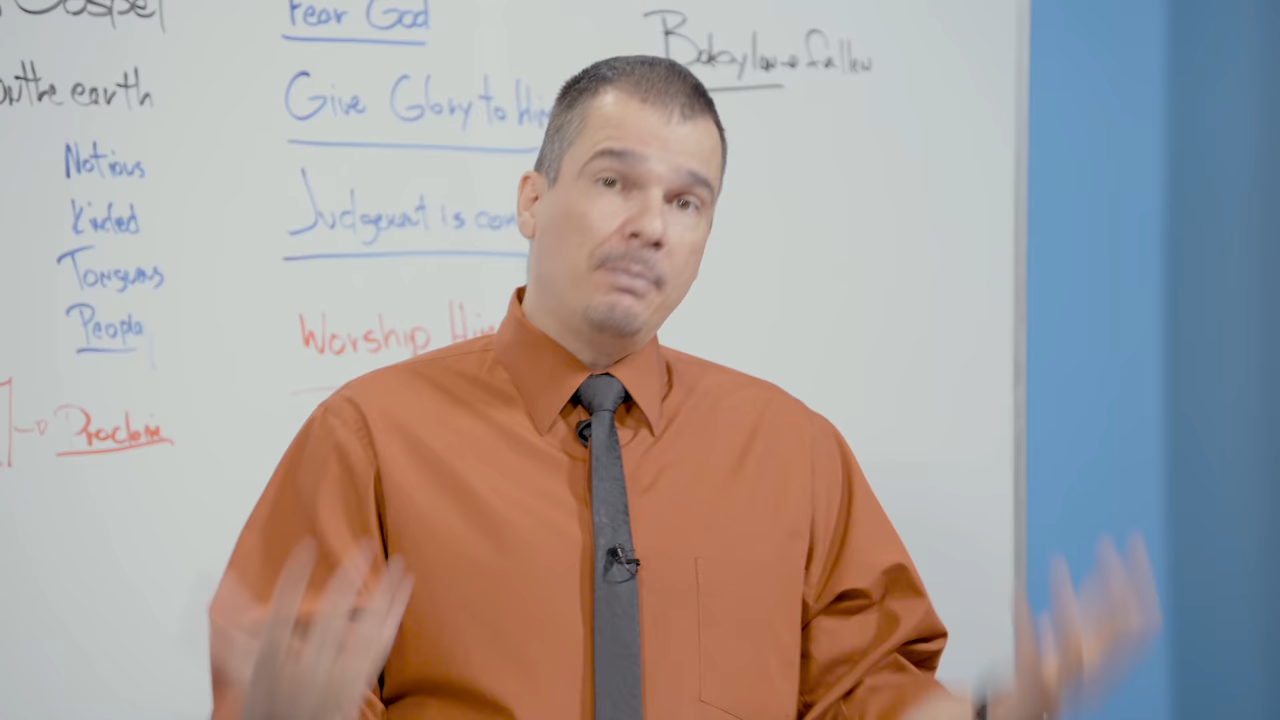 Gospel
on the earth
Nations
Kindred
Tongues
People
Proclaim
Fear God
Give Glory to Him
Judgement is com
Worship Him
Babylon fallen